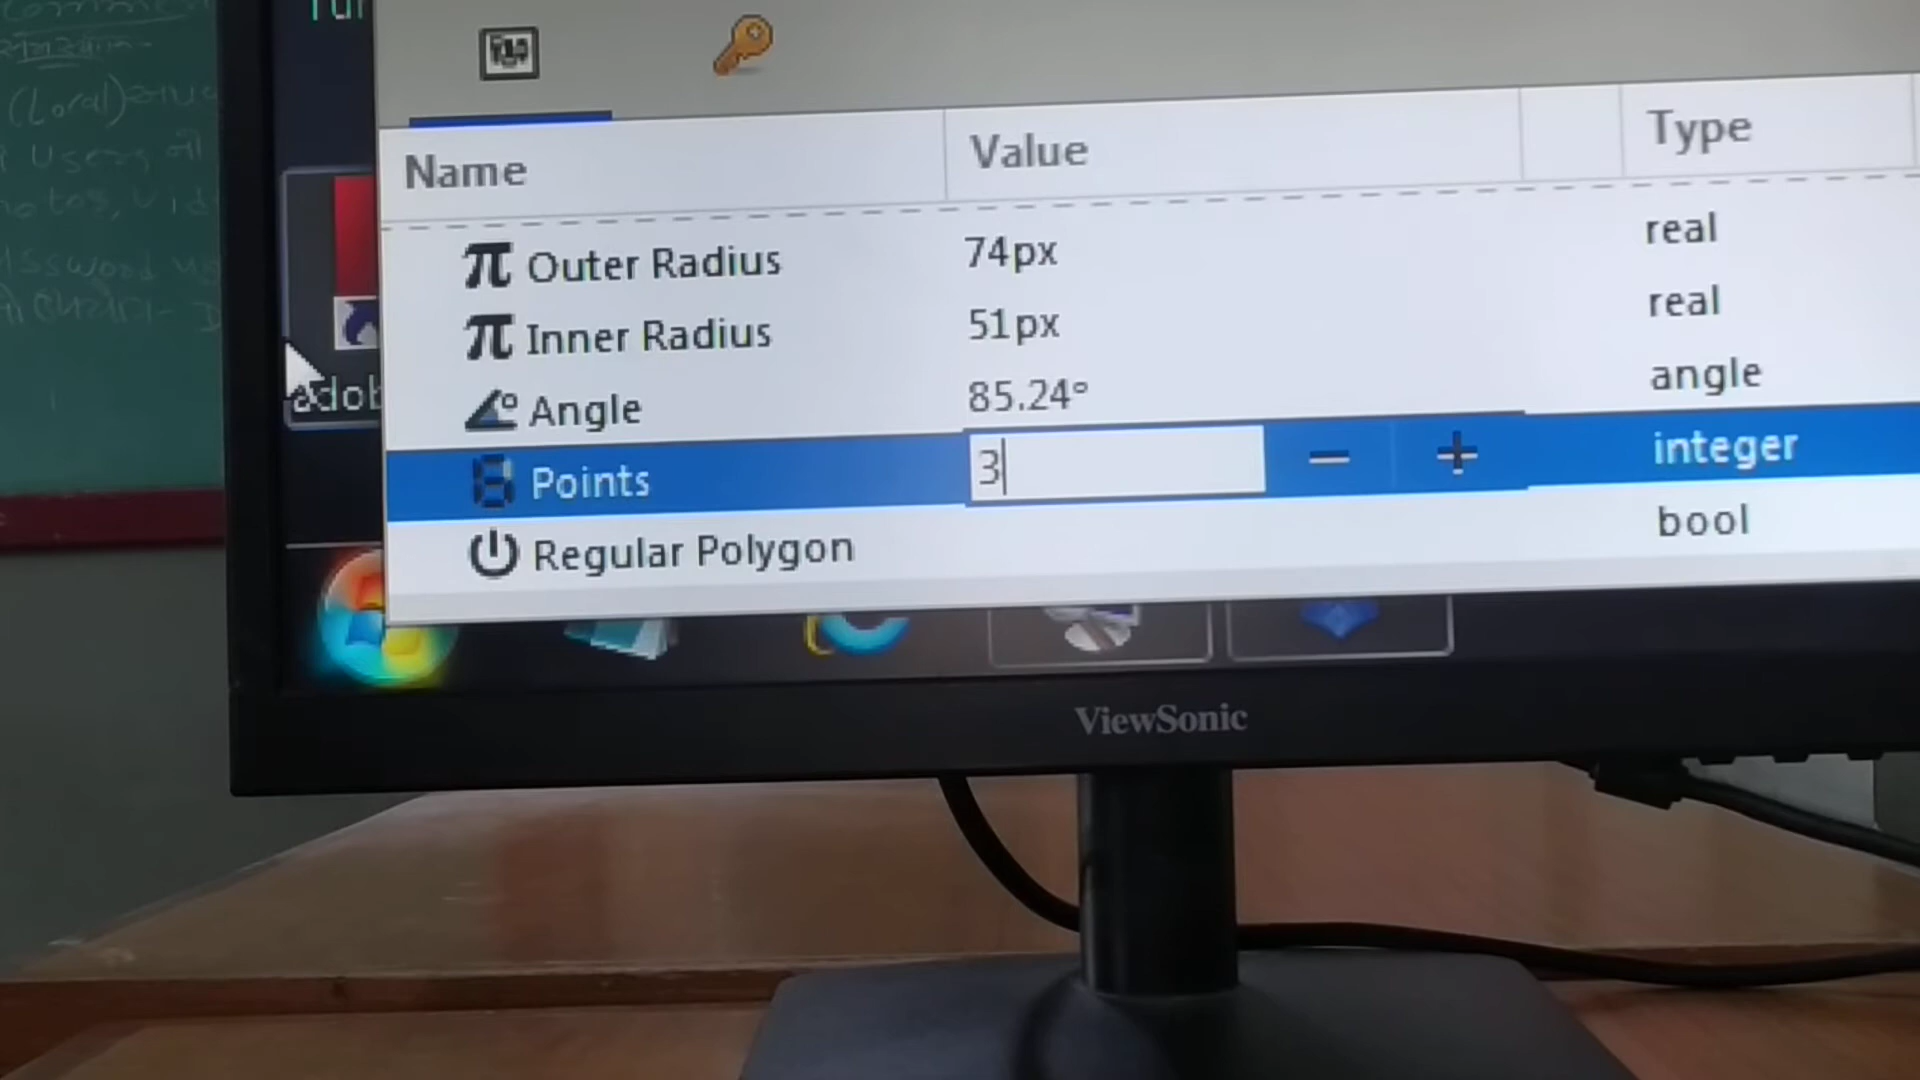 (Local)
Name Value Type
Outer Radius 74px real
Inner Radius 51px real
Angle 85.24° angle
Points 3 integer
Regular Polygon bool
ViewSonic